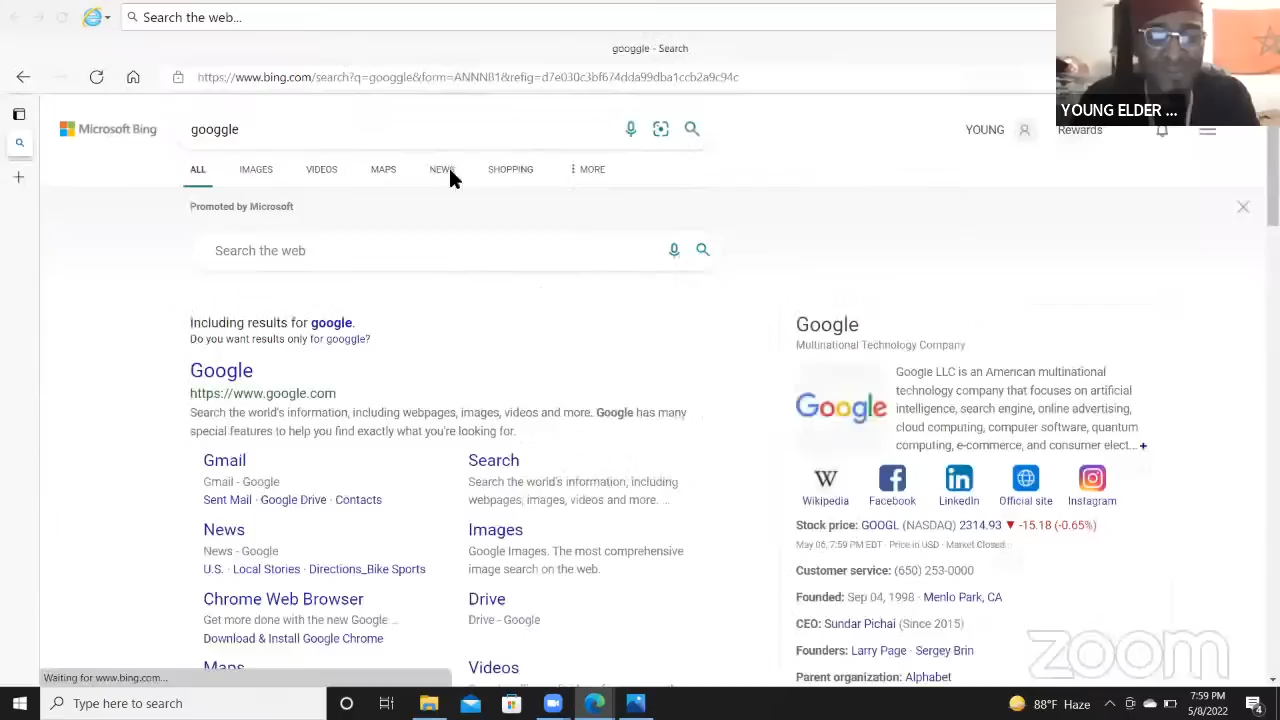 Search the web...
googgle - Search
https://www.bing.com/search?q=googgle&form=ANNNB1&refig=d7e030c3bf674dda99dba1ccb2a9c94c
YOUNG ELDER ...
Microsoft Bing
googgle
YOUNG
Rewards
ALL IMAGES VIDEOS MAPS NEWS SHOPPING MORE
Promoted by Microsoft
Search the web
Including results for google.
Do you want results only for googgle?
Google
https://www.google.com
Search the world's information, including webpages, images, videos and more. Google has many
special features to help you find exactly what you're looking for.
Gmail
Gmail - Google
Sent Mail · Google Drive · Contacts
Search
Search the world's information, including
webpages, images, videos and more. ...
News
News - Google
U.S. · Local Stories · Directions_Bike Sports
Images
Google Images. The most comprehensive
image search on the web.
Chrome Web Browser
Get more done with the new Google ...
Download & Install Google Chrome
Drive
Drive - Google
Maps
Videos
Google
Multinational Technology Company
Google
Google LLC is an American multinational
technology company that focuses on artificial
intelligence, search engine, online advertising,
cloud computing, computer software, quantum
computing, e-commerce, and consumer elect... +
W
Wikipedia Facebook LinkedIn Official site Instagram
Stock price: GOOGL (NASDAQ) 2314.93 ▼ -15.18 (-0.65%)
May 06, 7:59 PM EDT · Price in USD · Market Closed
Customer service: (650) 253-0000
Founded: Sep 04, 1998 · Menlo Park, CA
CEO: Sundar Pichai (Since 2015)
Founders: Larry Page · Sergey Brin
Parent organization: Alphabet
zoom
Waiting for www.bing.com...
Type here to search
88°F Haze
7:59 PM
5/8/2022
4